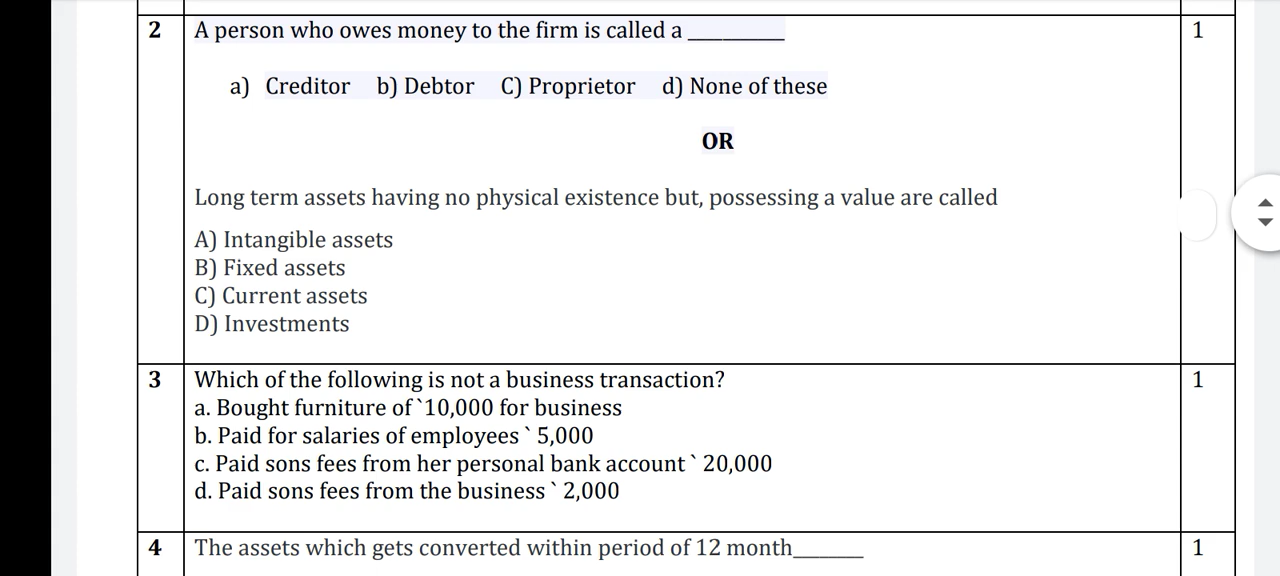 2 A person who owes money to the firm is called a _________ 1
a) Creditor b) Debtor C) Proprietor d) None of these
OR
Long term assets having no physical existence but, possessing a value are called
A) Intangible assets
B) Fixed assets
C) Current assets
D) Investments
3 Which of the following is not a business transaction? 1
a. Bought furniture of `10,000 for business
b. Paid for salaries of employees ` 5,000
c. Paid sons fees from her personal bank account ` 20,000
d. Paid sons fees from the business ` 2,000
4 The assets which gets converted within period of 12 month_______ 1